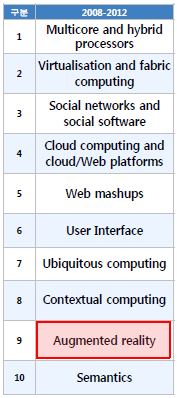 구분 2008-2012
1 Multicore and hybrid
processors
2 Virtualisation and fabric
computing
3 Social networks and
social software
4 Cloud computing and
cloud/Web platforms
5 Web mashups
6 User Interface
7 Ubiquitous computing
8 Contextual computing
9 Augmented reality
10 Semantics